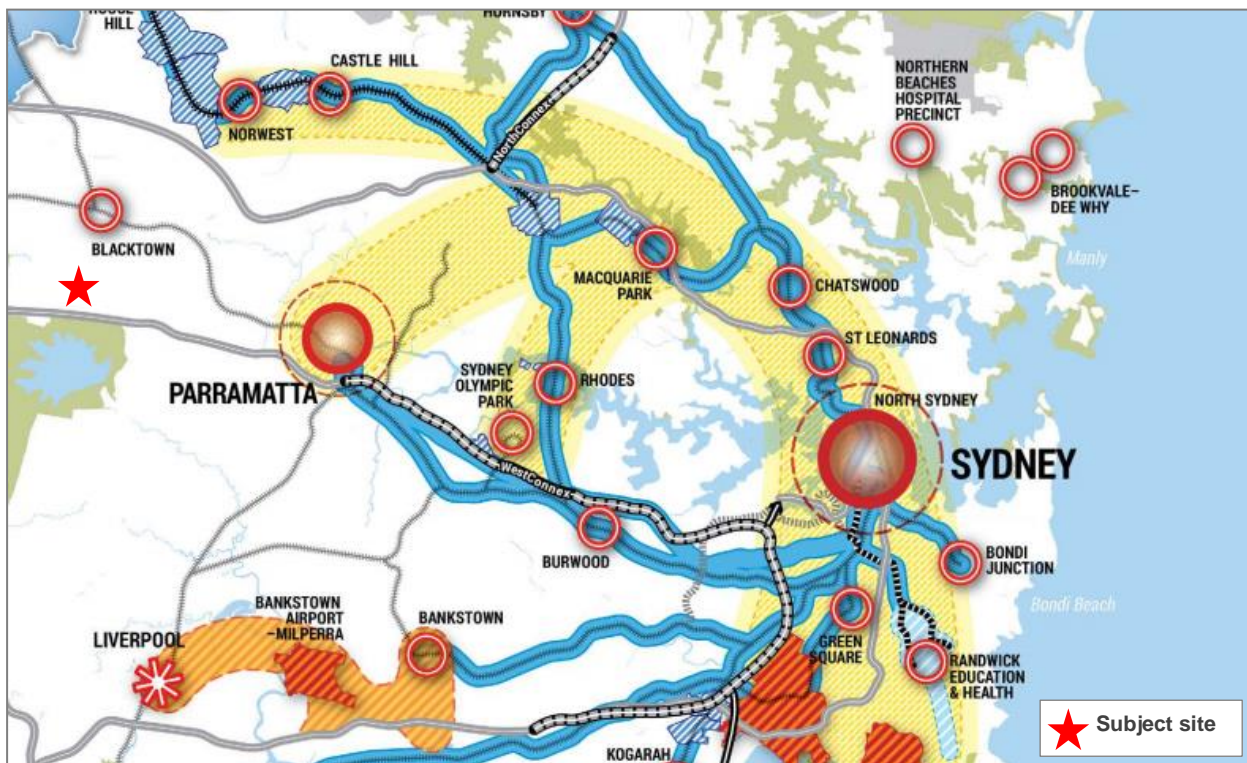 HORNSBY
HILL
CASTLE HILL
NORWEST
NorthConnex
NORTHERN
BEACHES
HOSPITAL
PRECINCT
BROOKVALE–
DEE WHY
BLACKTOWN
Manly
MACQUARIE
PARK
CHATSWOOD
ST LEONARDS
PARRAMATTA
SYDNEY
OLYMPIC
PARK
RHODES
NORTH SYDNEY
SYDNEY
WestConnex
BURWOOD
BONDI
JUNCTION
Bondi Beach
BANKSTOWN
AIRPORT
–MILPERRA
BANKSTOWN
LIVERPOOL
GREEN
SQUARE
RANDWICK
EDUCATION
& HEALTH
KOGARAH
Subject site